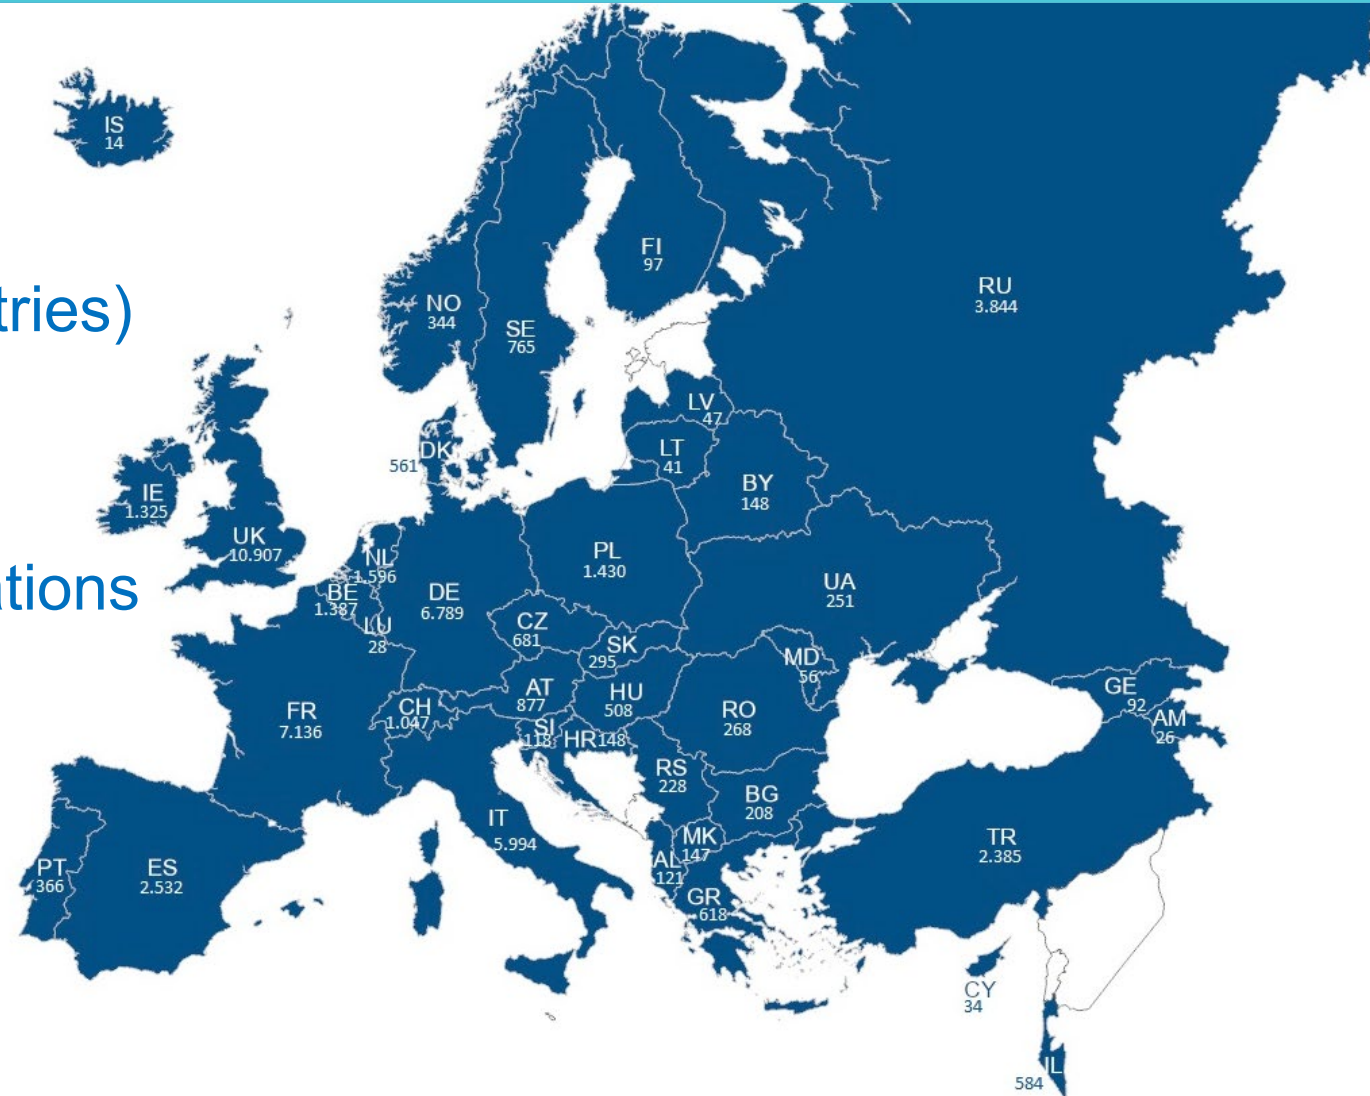 IS
14
tries)
ations
FI
97
RU
3.844
NO
344
SE
765
LV
47
DK
561
LT
41
BY
148
IE
1.325
UK
10.907
NL
1.596
BE
1.387
LU
28
DE
6.789
PL
1.430
UA
251
CZ
681
SK
295
MD
56
AT
877
HU
508
RO
268
FR
7.136
CH
1.047
SI
118
HR 148
GE
92
AM
26
RS
228
BG
208
IT
5.994
MK
147
AL
121
GR
618
TR
2.385
PT
366
ES
2.532
CY
34
IL
584